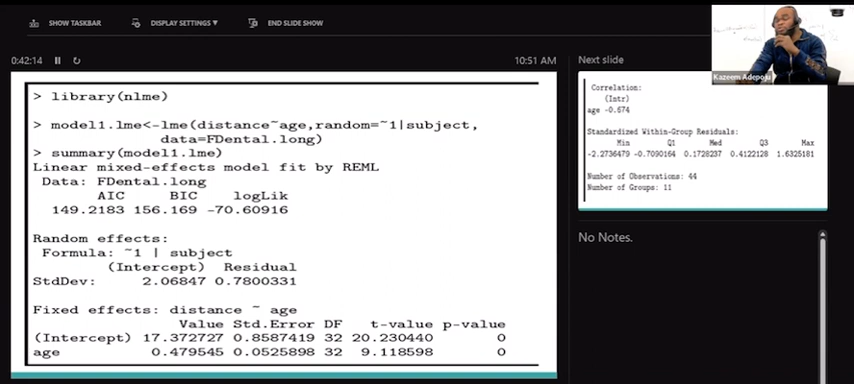 SHOW TASKBAR
DISPLAY SETTINGS ▼
END SLIDE SHOW
0:42:14
10:51 AM
> library(nlme)
> model1.lme<-lme(distance~age,random=~1|subject,
data=FDental.long)
> summary(model1.lme)
Linear mixed-effects model fit by REML
Data: FDental.long
AIC BIC logLik
149.2183 156.169 -70.60916
Random effects:
Formula: ~1 | subject
(Intercept) Residual
StdDev: 2.06847 0.7800331
Fixed effects: distance ~ age
Value Std.Error DF t-value p-value
(Intercept) 17.372727 0.8587419 32 20.230440 0
age 0.479545 0.0525898 32 9.118598 0
Next slide
Kazeem Adepoju
Correlation:
(Intr)
age -0.674
Standardized Within-Group Residuals:
Min Q1 Med Q3 Max
-2.2736479 -0.7090164 0.1728237 0.4122128 1.6325181
Number of Observations: 44
Number of Groups: 11
No Notes.